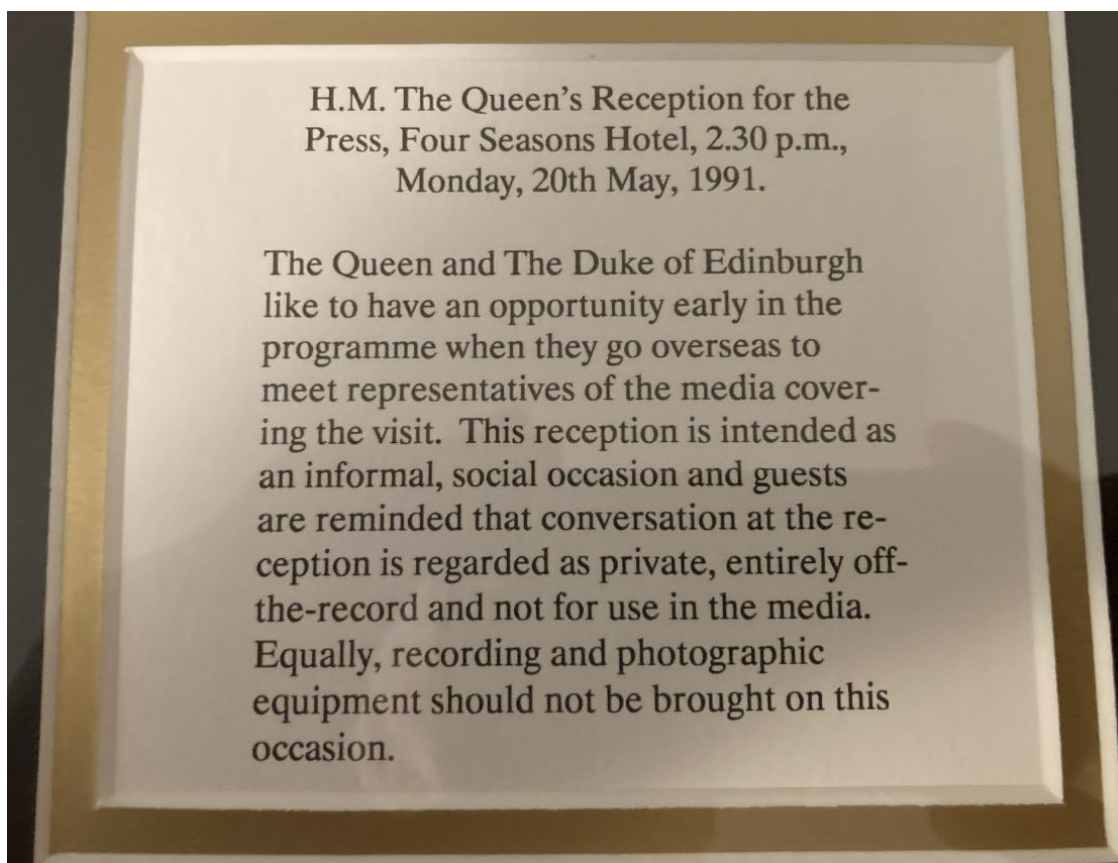 H.M. The Queen’s Reception for the
Press, Four Seasons Hotel, 2.30 p.m.,
Monday, 20th May, 1991.
The Queen and The Duke of Edinburgh
like to have an opportunity early in the
programme when they go overseas to
meet representatives of the media cover-
ing the visit. This reception is intended as
an informal, social occasion and guests
are reminded that conversation at the re-
ception is regarded as private, entirely off-
the-record and not for use in the media.
Equally, recording and photographic
equipment should not be brought on this
occasion.